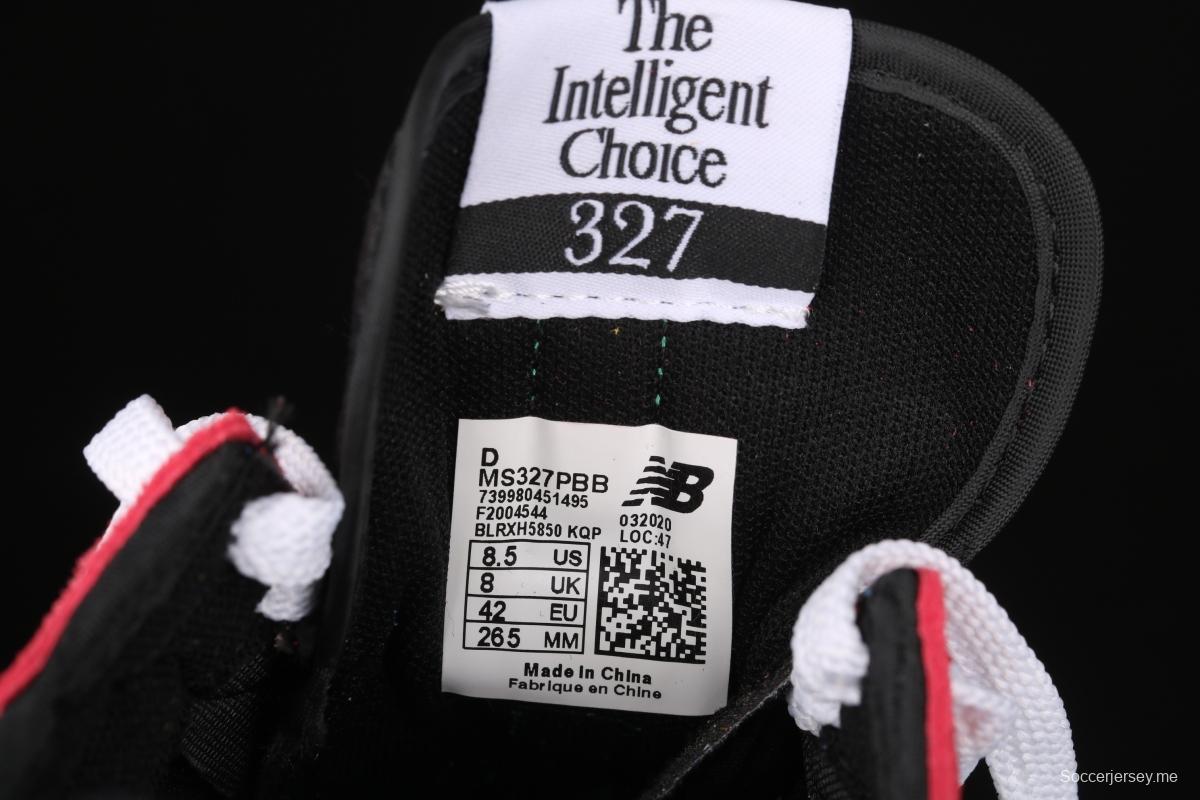 The
Intelligent
Choice
327
D
MS327PBB
739980451495
F2004544
BLRXH5850 KQP
NB
032020
LOC:47
8.5 US
8 UK
42 EU
265 MM
Made in China
Fabrique en Chine
Soccerjersey.me